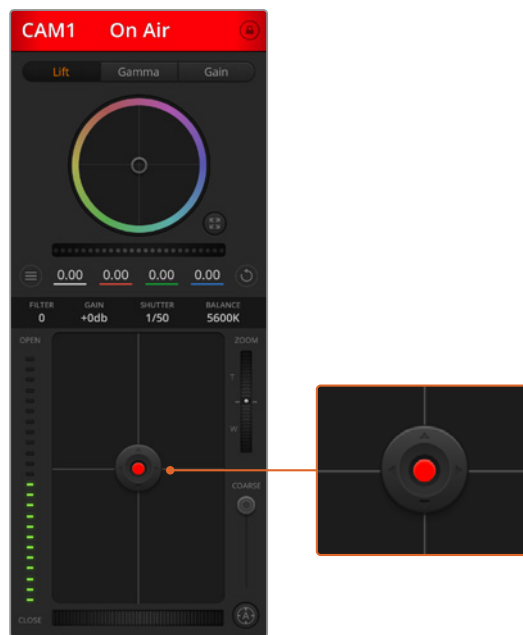 CAM1 On Air
Lift Gamma Gain
0.00 0.00 0.00 0.00
FILTER GAIN SHUTTER BALANCE
0 +0db 1/50 5600K
OPEN ZOOM
T
W
COARSE
CLOSE A